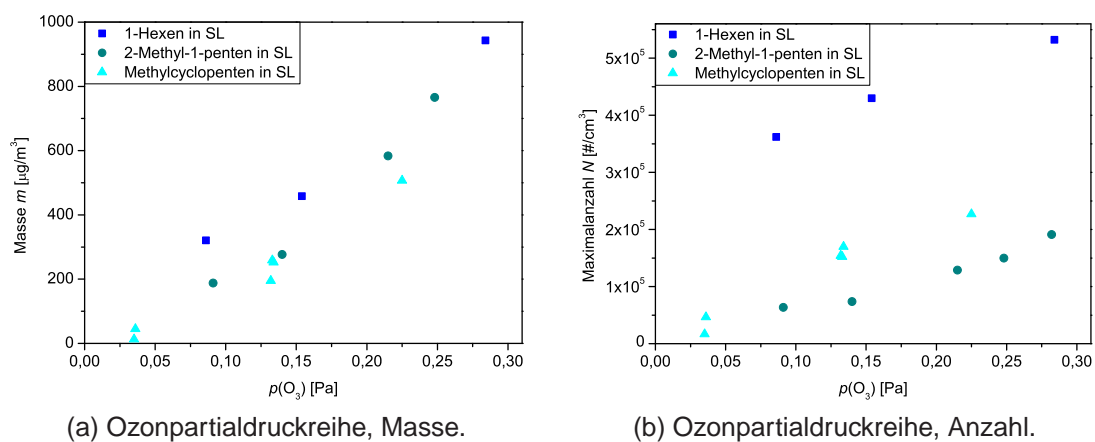 1000
800
600
400
200
0
Masse m [µg/m³]
1-Hexen in SL
2-Methyl-1-penten in SL
Methylcyclopenten in SL
0,00 0,05 0,10 0,15 0,20 0,25 0,30
p(O₃) [Pa]
(a) Ozonpartialdruckreihe, Masse.
5x10⁵
4x10⁵
3x10⁵
2x10⁵
1x10⁵
0
Maximalanzahl N [#/cm³]
1-Hexen in SL
2-Methyl-1-penten in SL
Methylcyclopenten in SL
0,00 0,05 0,10 0,15 0,20 0,25 0,30
p(O₃) [Pa]
(b) Ozonpartialdruckreihe, Anzahl.